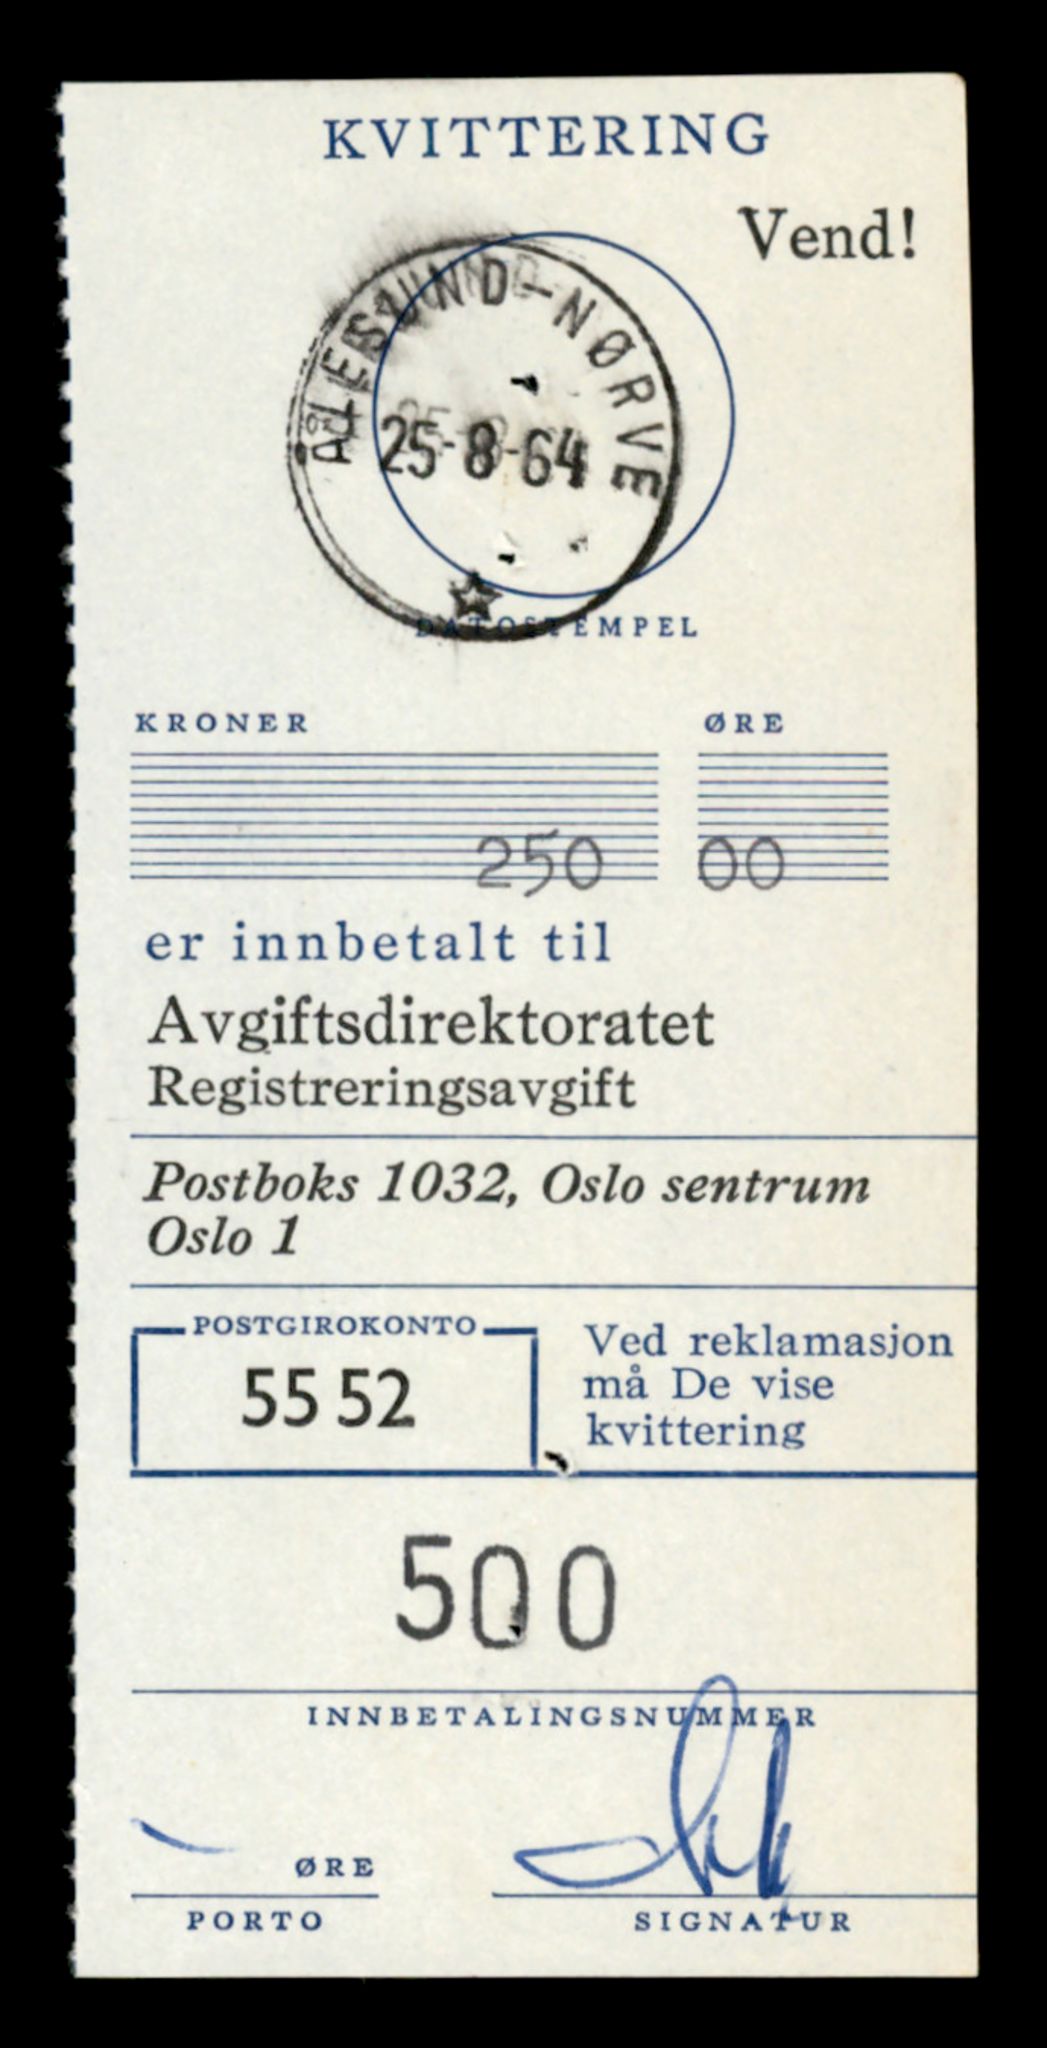 KVITTERING
Vend!
ÅLESUND-NØRVE
25-8-64
DATOSTEMPEL
KRONER ØRE
250 00
er innbetalt til
Avgiftsdirektoratet
Registreringsavgift
Postboks 1032, Oslo sentrum
Oslo 1
POSTGIROKONTO
55 52
Ved reklamasjon
må De vise
kvittering
500
INNBETALINGSNUMMER
ØRE
PORTO
SIGNATUR